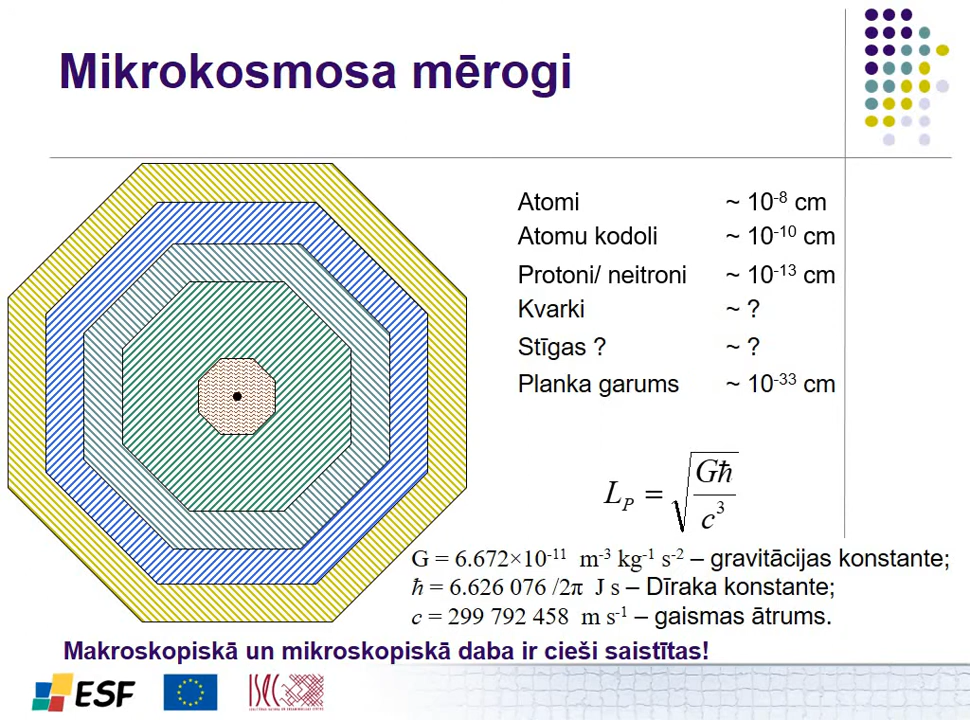 Mikrokosmosa mērogi
Atomi ~ 10⁻⁸ cm
Atomu kodoli ~ 10⁻¹⁰ cm
Protoni/ neitroni ~ 10⁻¹³ cm
Kvarki ~ ?
Stīgas ? ~ ?
Planka garums ~ 10⁻³³ cm
L_P = √(Għ/c³)
G = 6.672×10⁻¹¹ m⁻³ kg⁻¹ s⁻² – gravitācijas konstante;
ħ = 6.626 076 /2π J s – Dīraka konstante;
c = 299 792 458 m s⁻¹ – gaismas ātrums.
Makroskopiskā un mikroskopiskā daba ir cieši saistītas!
ESF